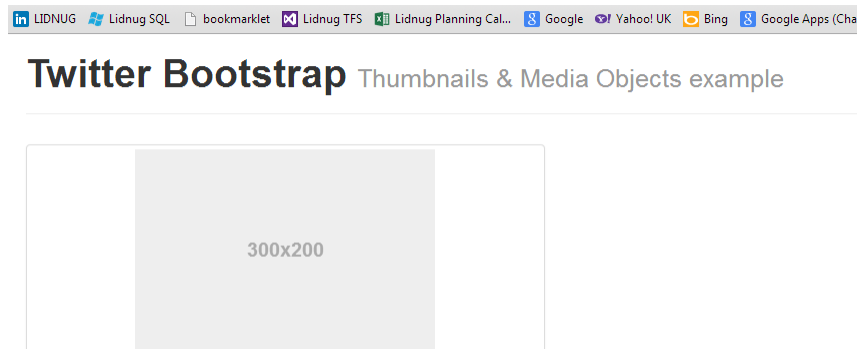 LIDNUG Lidnug SQL bookmarklet Lidnug TFS Lidnug Planning Cal... Google Yahoo! UK Bing Google Apps (Cha
Twitter Bootstrap Thumbnails & Media Objects example
300x200